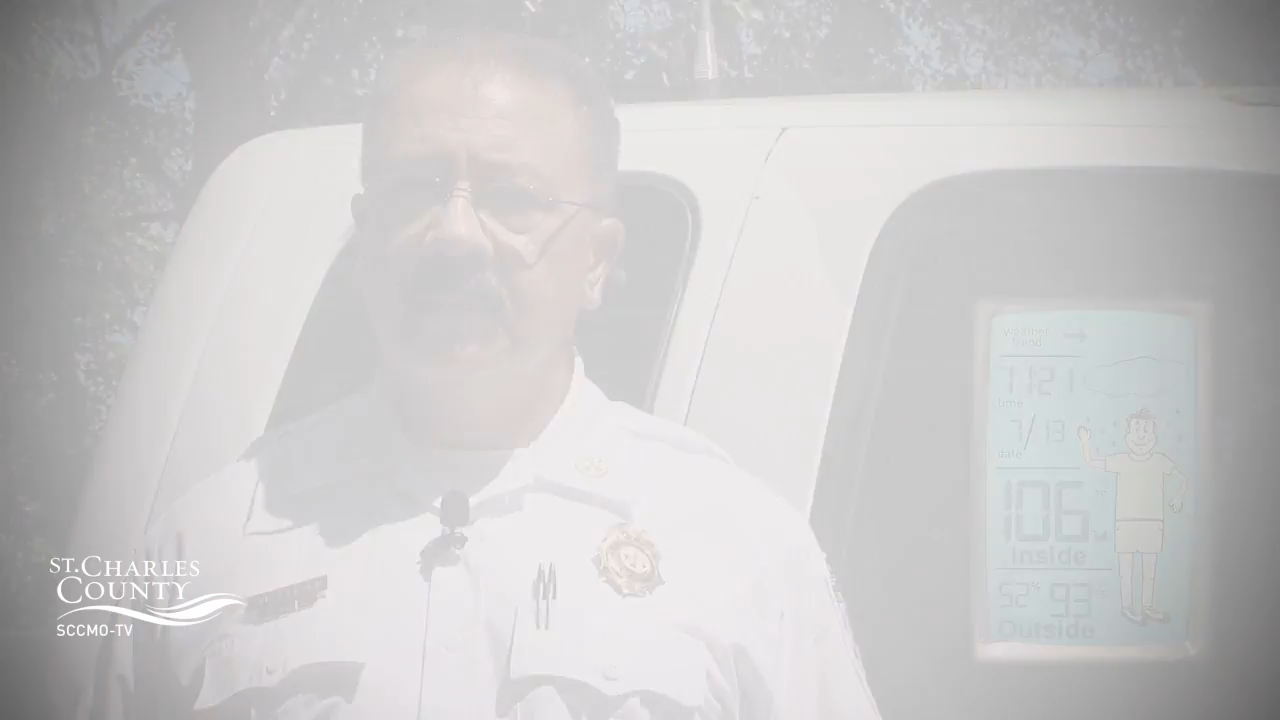 weather
trend
11:21
time
7/13
date
106
Inside
52% 93
Outside
ST. CHARLES
COUNTY
SCCMO-TV